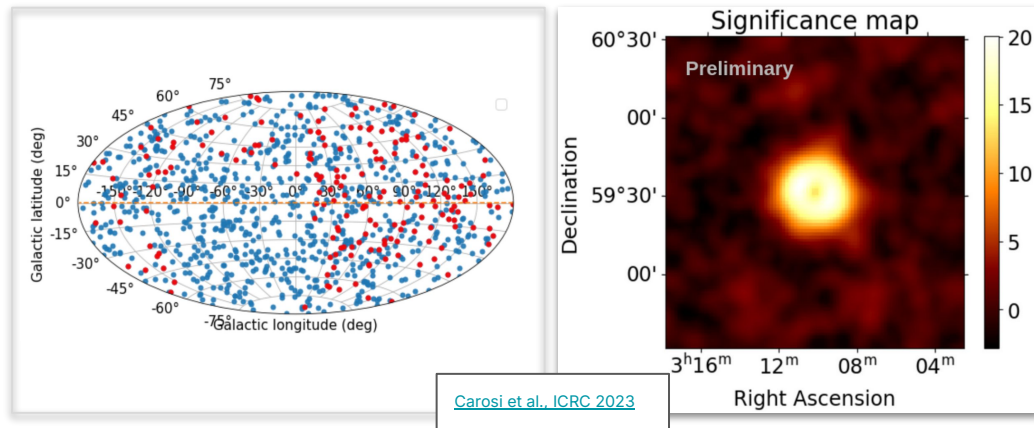 75°
60°
45°
30°
15°
0°
-15°
-30°
-45°
-60°
-75°
-150°-120°-90° -60° -30° 0° 30° 60° 90° 120° 150°
Galactic latitude (deg)
Galactic longitude (deg)
Significance map
Preliminary
60°30'
00'
59°30'
00'
Declination
3ʰ16ᵐ 12ᵐ 08ᵐ 04ᵐ
Right Ascension
20
15
10
5
0
Carosi et al., ICRC 2023